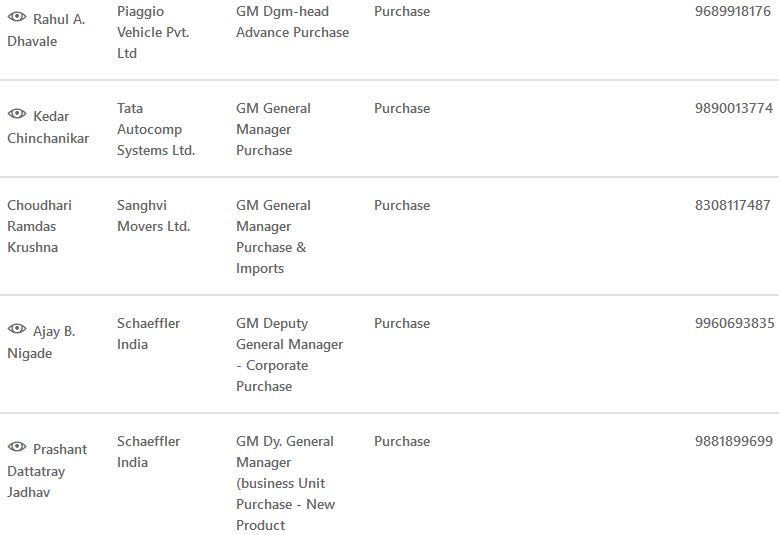 Rahul A.
Dhavale
Piaggio
Vehicle Pvt.
Ltd
GM Dgm-head
Advance Purchase
Purchase
9689918176
Kedar
Chinchanikar
Tata
Autocomp
Systems Ltd.
GM General
Manager
Purchase
Purchase
9890013774
Choudhari
Ramdas
Krushna
Sanghvi
Movers Ltd.
GM General
Manager
Purchase &
Imports
Purchase
8308117487
Ajay B.
Nigade
Schaeffler
India
GM Deputy
General Manager
- Corporate
Purchase
Purchase
9960693835
Prashant
Dattatray
Jadhav
Schaeffler
India
GM Dy. General
Manager
(business Unit
Purchase - New
Product
Purchase
9881899699